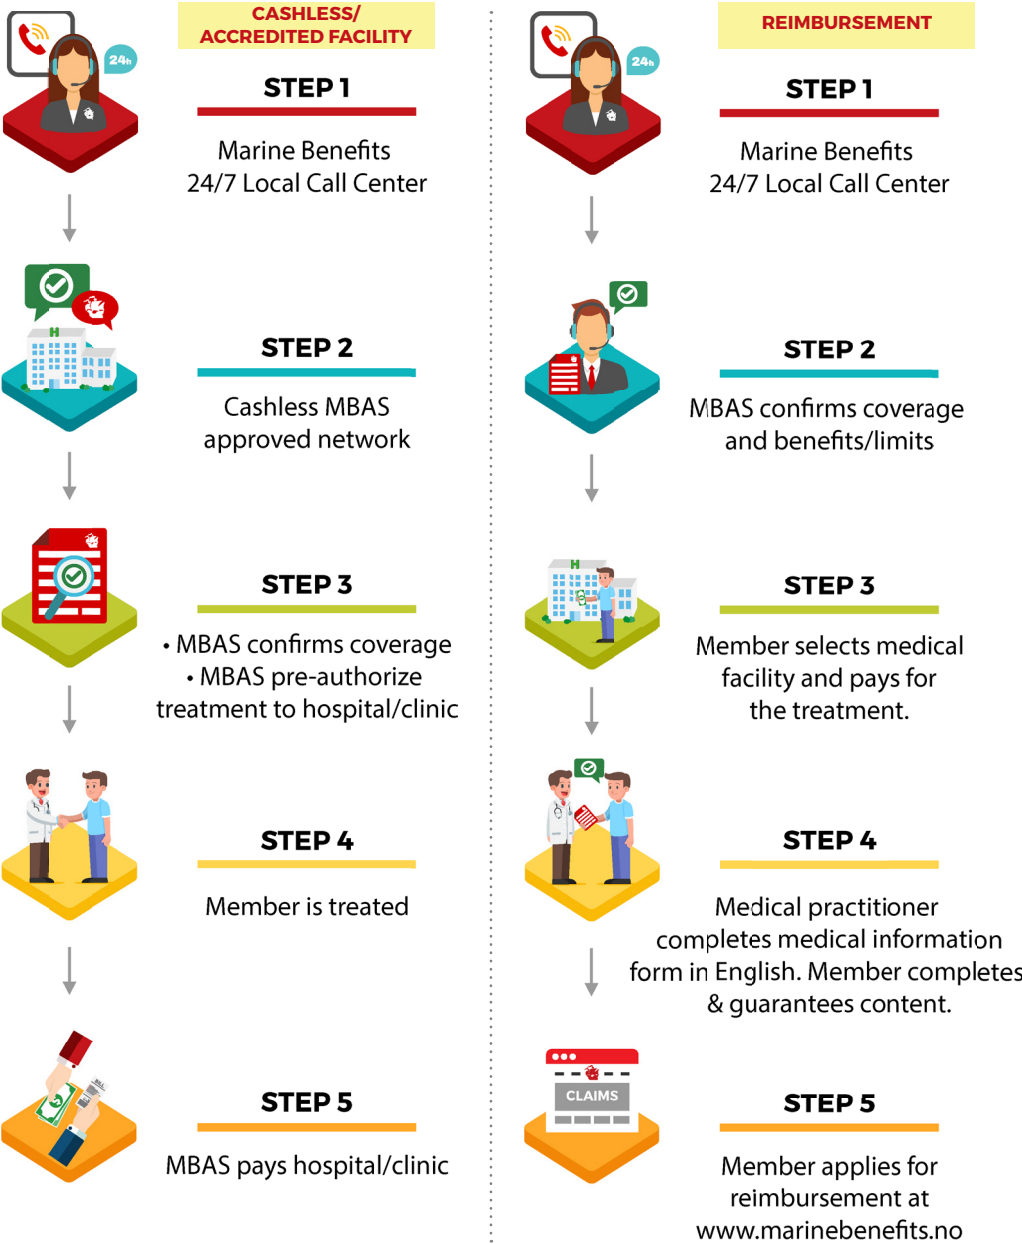 CASHLESS/
ACCREDITED FACILITY
24h
STEP 1
Marine Benefits
24/7 Local Call Center
H
STEP 2
Cashless MBAS
approved network
STEP 3
• MBAS confirms coverage
• MBAS pre-authorize
treatment to hospital/clinic
STEP 4
Member is treated
STEP 5
MBAS pays hospital/clinic
REIMBURSEMENT
24h
STEP 1
Marine Benefits
24/7 Local Call Center
STEP 2
MBAS confirms coverage
and benefits/limits
H
STEP 3
Member selects medical
facility and pays for
the treatment.
STEP 4
Medical practitioner
completes medical information
form in English. Member completes
& guarantees content.
CLAIMS
STEP 5
Member applies for
reimbursement at
www.marinebenefits.no